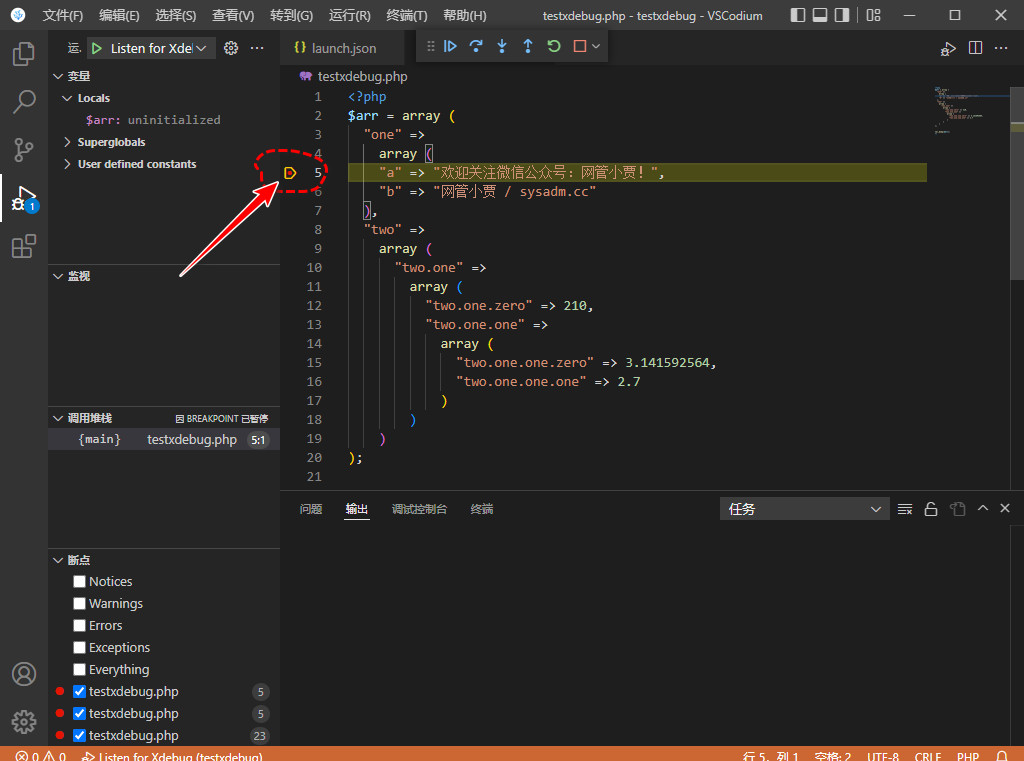 文件(F) 编辑(E) 选择(S) 查看(V) 转到(G) 运行(R) 终端(T) 帮助(H) testxdebug.php - testxdebug - VSCodium
运. Listen for Xde
变量
Locals
$arr: uninitialized
Superglobals
User defined constants
1
监视
调用堆栈 因 BREAKPOINT 已暂停
{main} testxdebug.php 5:1
断点
Notices
Warnings
Errors
Exceptions
Everything
testxdebug.php 5
testxdebug.php 5
testxdebug.php 23
{} launch.json
testxdebug.php
1 <?php
2 $arr = array (
3 "one" =>
4 array (
5 "a" => "欢迎关注微信公众号: 网管小贾! ",
6 "b" => "网管小贾 / sysadm.cc"
7 ),
8 "two" =>
9 array (
10 "two.one" =>
11 array (
12 "two.one.zero" => 210,
13 "two.one.one" =>
14 array (
15 "two.one.one.zero" => 3.141592564,
16 "two.one.one.one" => 2.7
17 )
18 )
19 )
20 );
21
问题 输出 调试控制台 终端 任务
0 0 Listen for Xdebug (testxdebug) 行 5, 列 1 空格: 2 UTF-8 CRLF PHP